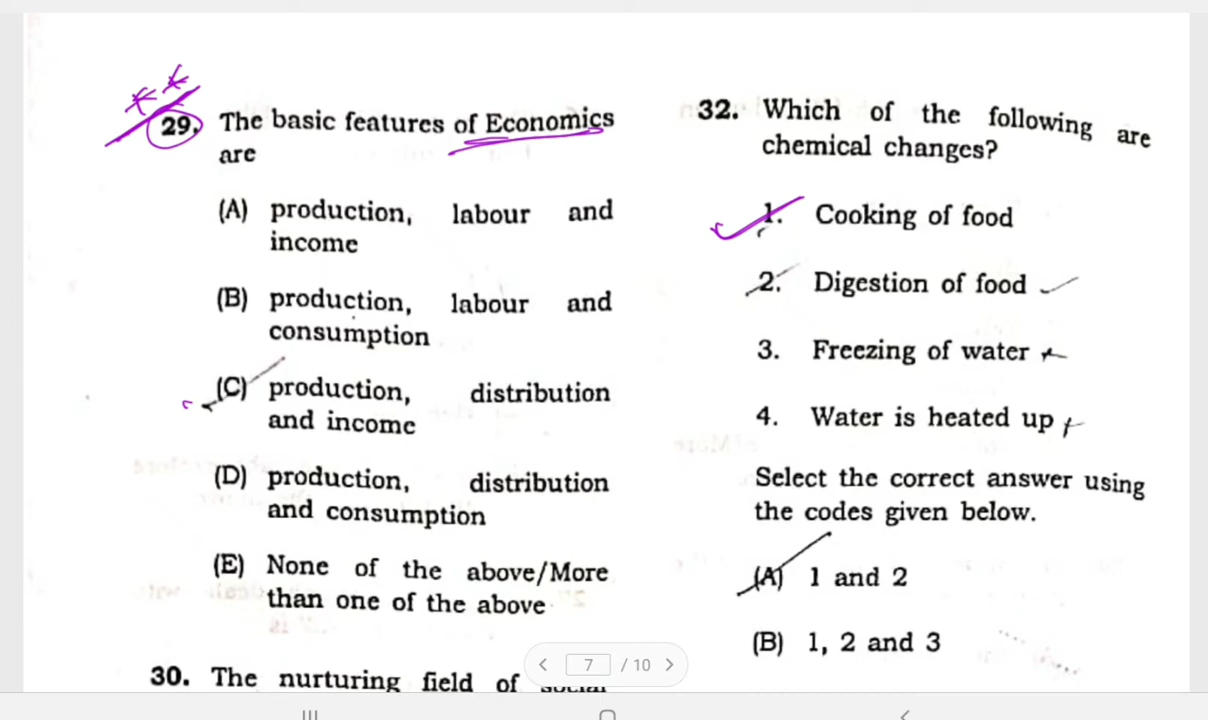 29. The basic features of Economics
are
(A) production, labour and
income
(B) production, labour and
consumption
(C) production, distribution
and income
(D) production, distribution
and consumption
(E) None of the above/More
than one of the above
30. The nurturing field of social
32. Which of the following are
chemical changes?
1. Cooking of food
2. Digestion of food
3. Freezing of water
4. Water is heated up
Select the correct answer using
the codes given below.
(A) 1 and 2
(B) 1, 2 and 3
7 / 10